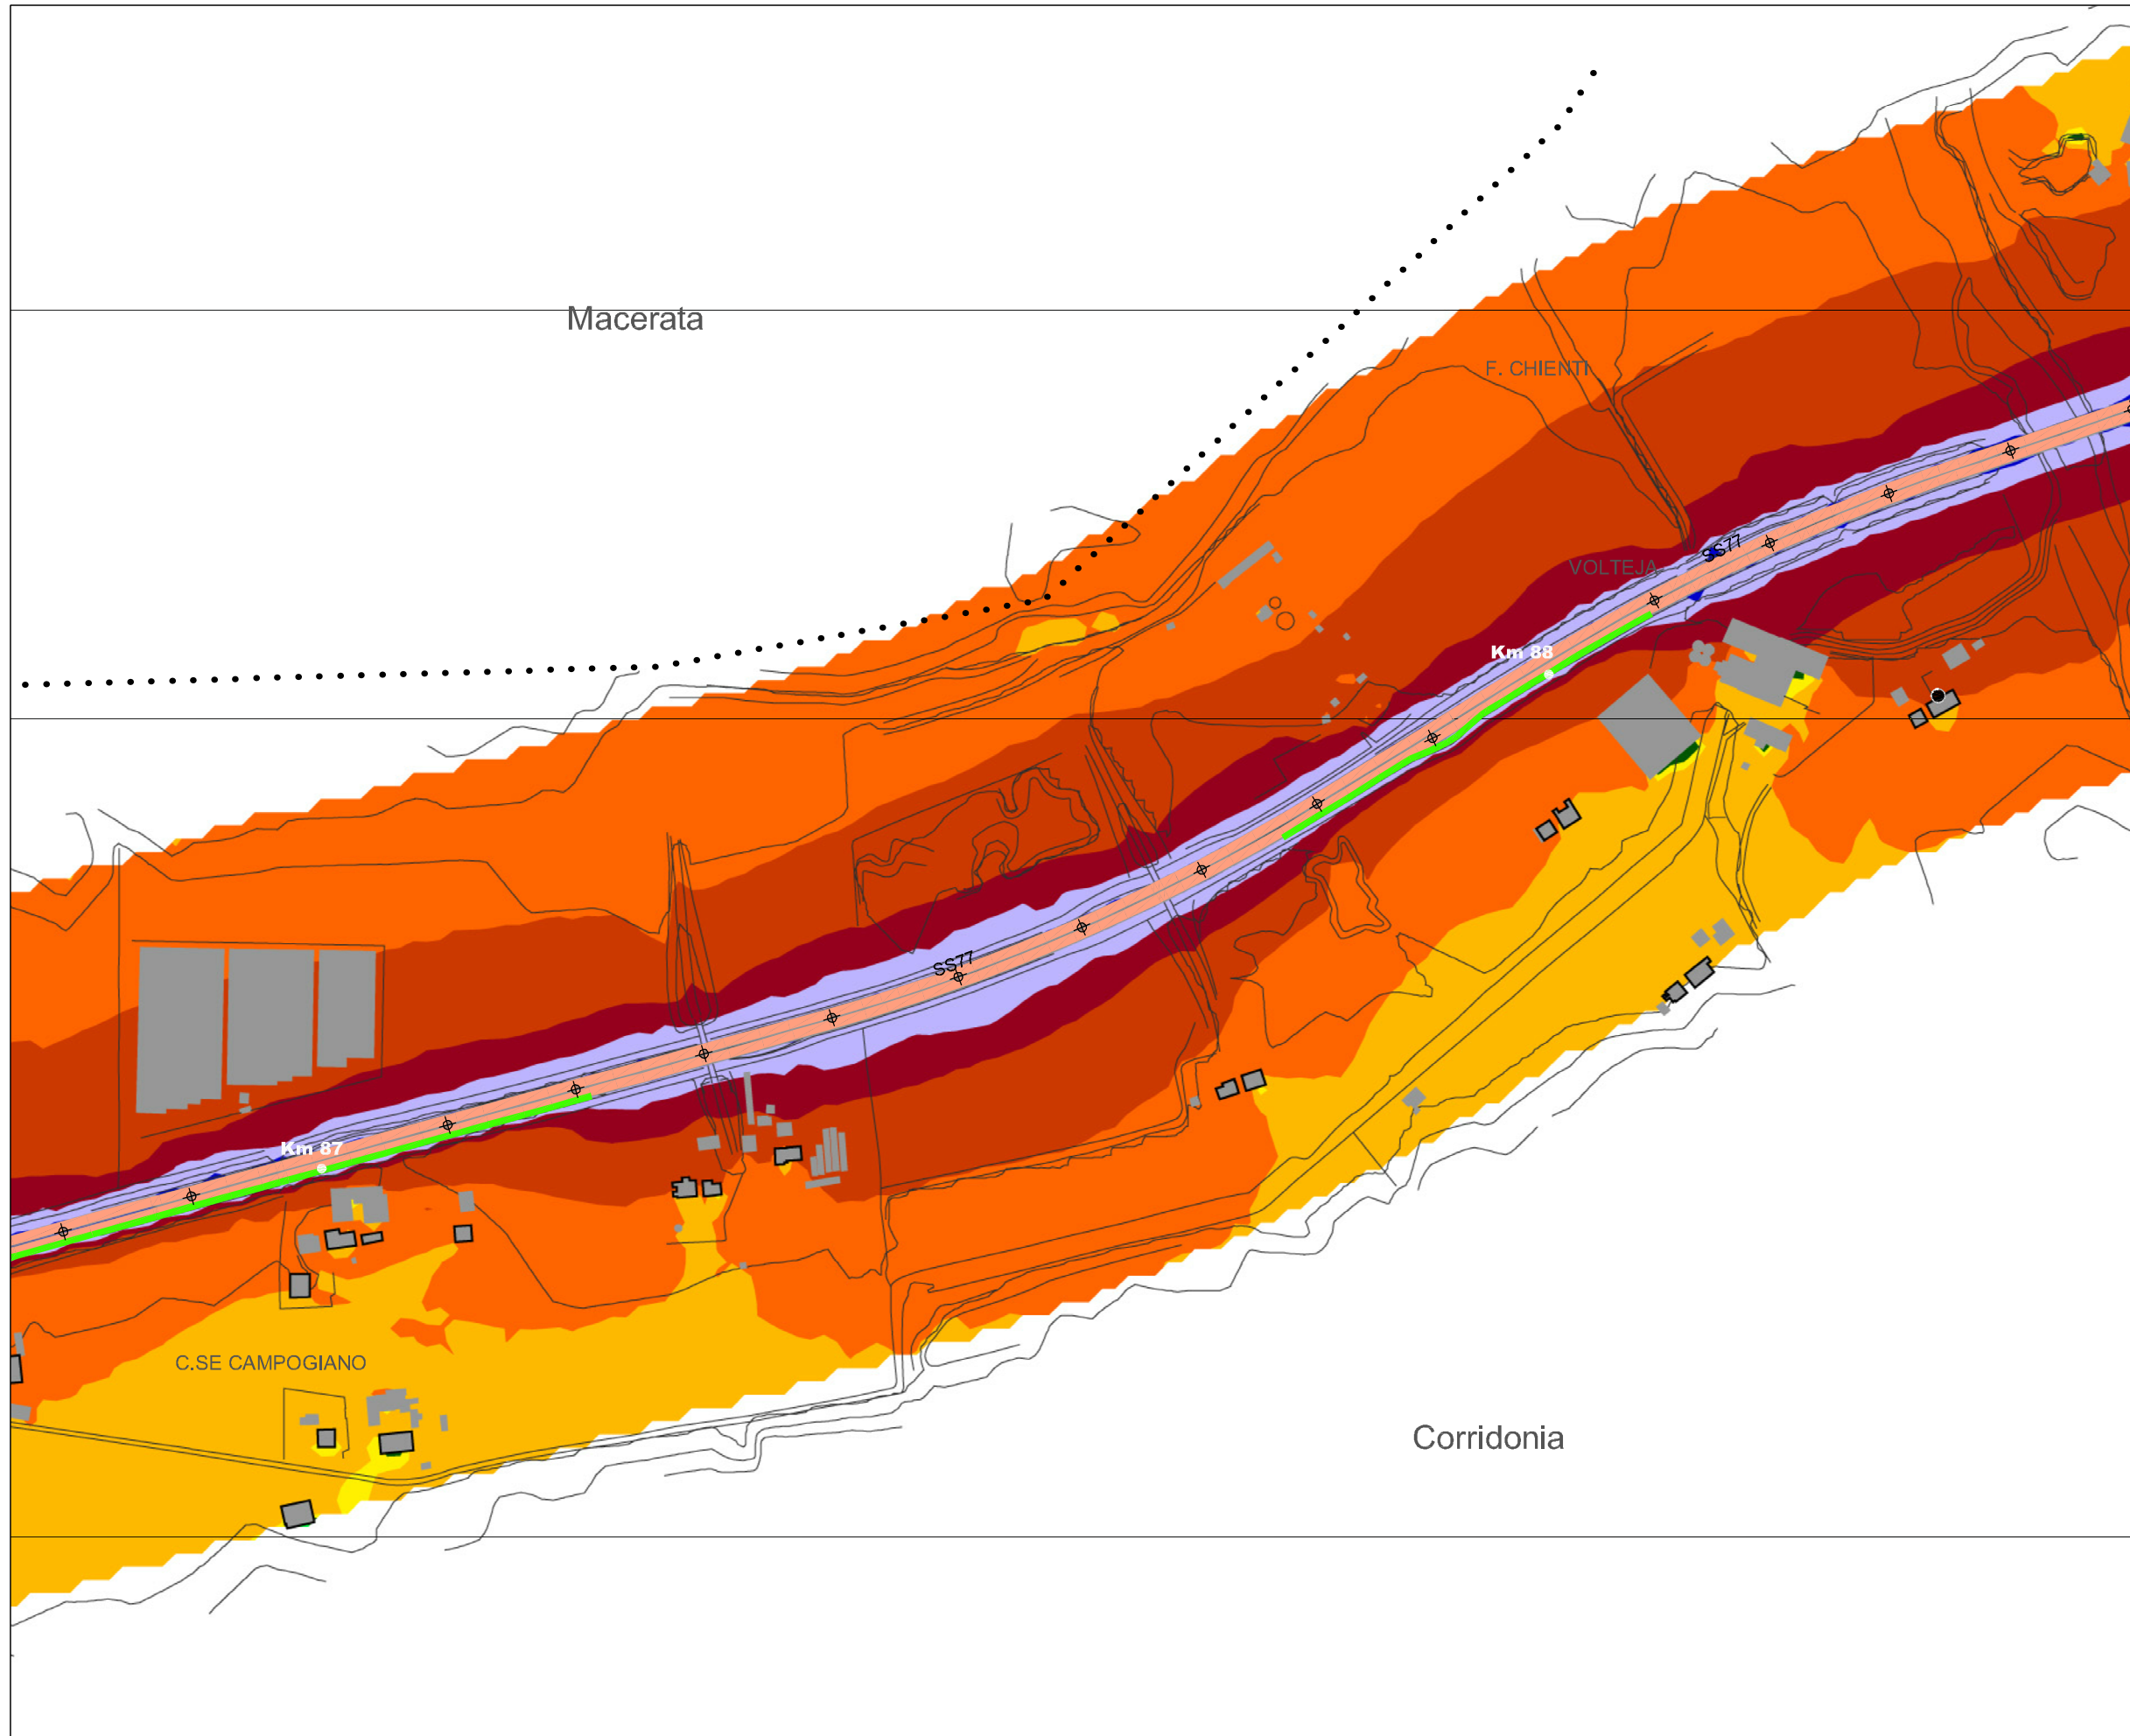 Macerata
F. CHIENTI
SS77
VOLTEJA
Km 88
SS77
Km 87
C.SE CAMPOGIANO
Corridonia